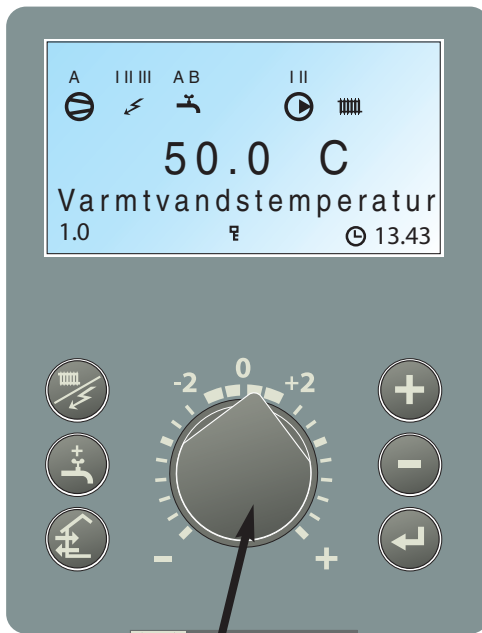 A I II III A B I II
50.0 C
Varmtvandstemperatur
1.0 13.43
-2 0 +2
+
+
-
- +